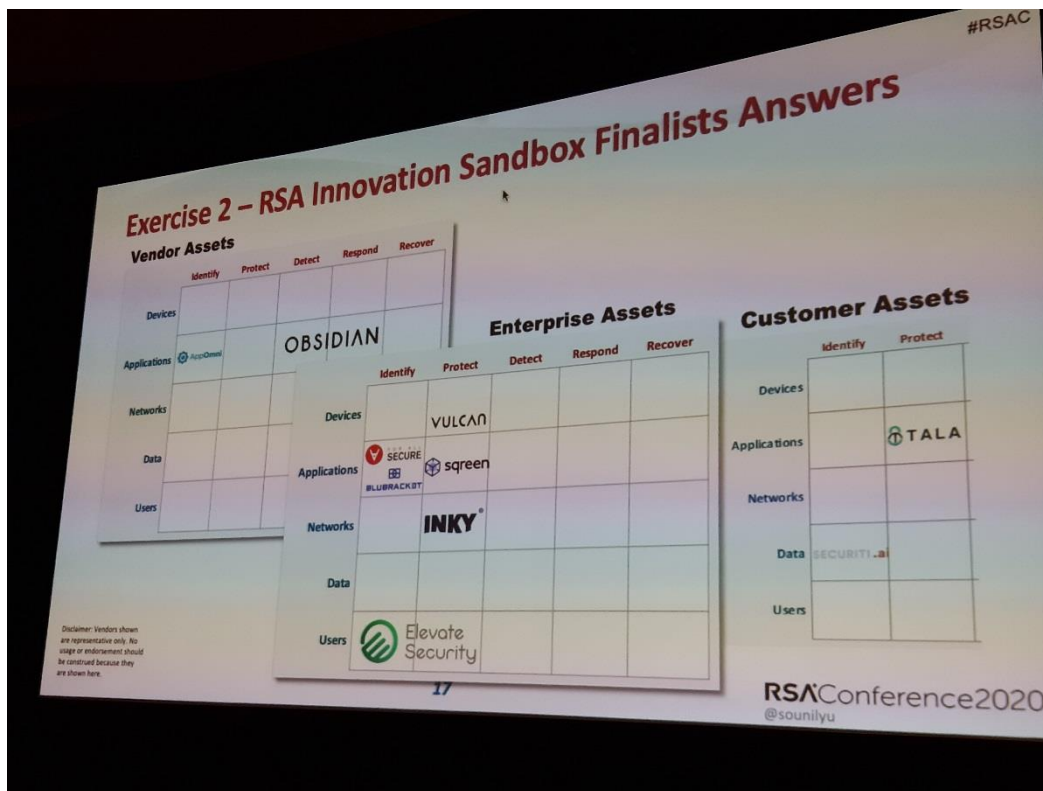 #RSAC
Exercise 2 – RSA Innovation Sandbox Finalists Answers
Vendor Assets
Identify Protect Detect Respond Recover
Devices
Applications AppOmni OBSIDIAN
Networks
Data
Users
Enterprise Assets
Identify Protect Detect Respond Recover
Devices VULCAN
Applications FOR ALL SECURE BLUBRACKET sqreen
Networks INKY
Data
Users Elevate Security
Customer Assets
Identify Protect
Devices
Applications TALA
Networks
Data SECURITI.ai
Users
Disclaimer: Vendors shown
are representative only. No
usage or endorsement should
be construed because they
are shown here.
17
RSAConference2020
@sounilyu